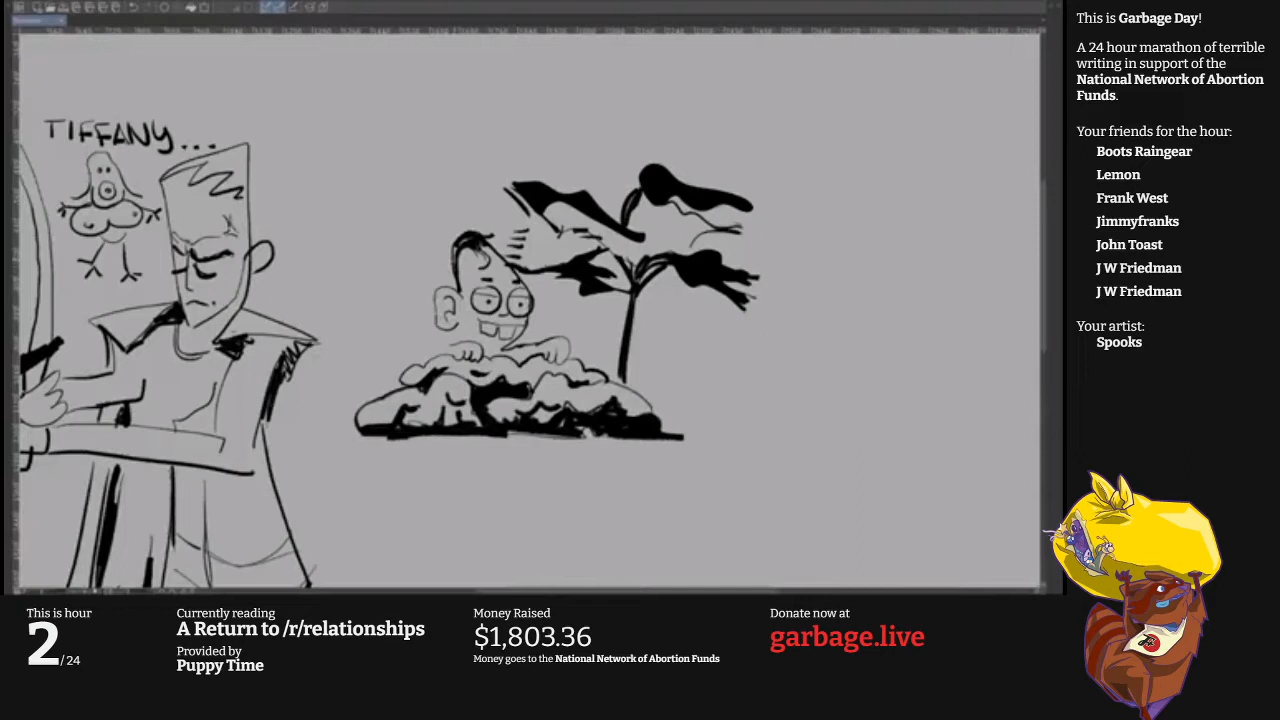 This is Garbage Day!
A 24 hour marathon of terrible
writing in support of the
National Network of Abortion
Funds.
Your friends for the hour:
Boots Raingear
Lemon
Frank West
Jimmyfranks
John Toast
J W Friedman
J W Friedman
Your artist:
Spooks
TIFFANY...
This is hour
2/24
Currently reading
A Return to /r/relationships
Provided by
Puppy Time
Money Raised
$1,803.36
Money goes to the National Network of Abortion Funds
Donate now at
garbage.live